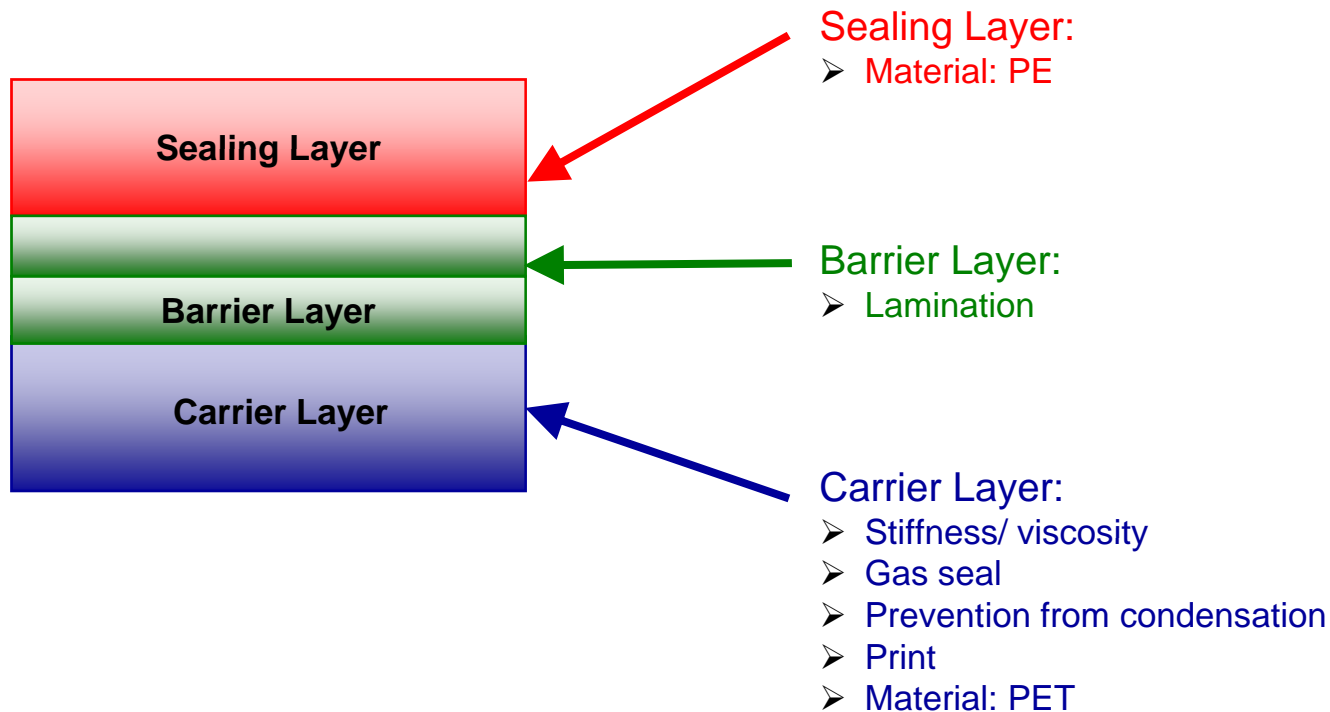 Sealing Layer
Barrier Layer
Carrier Layer
Sealing Layer:
➢ Material: PE
Barrier Layer:
➢ Lamination
Carrier Layer:
➢ Stiffness/ viscosity
➢ Gas seal
➢ Prevention from condensation
➢ Print
➢ Material: PET